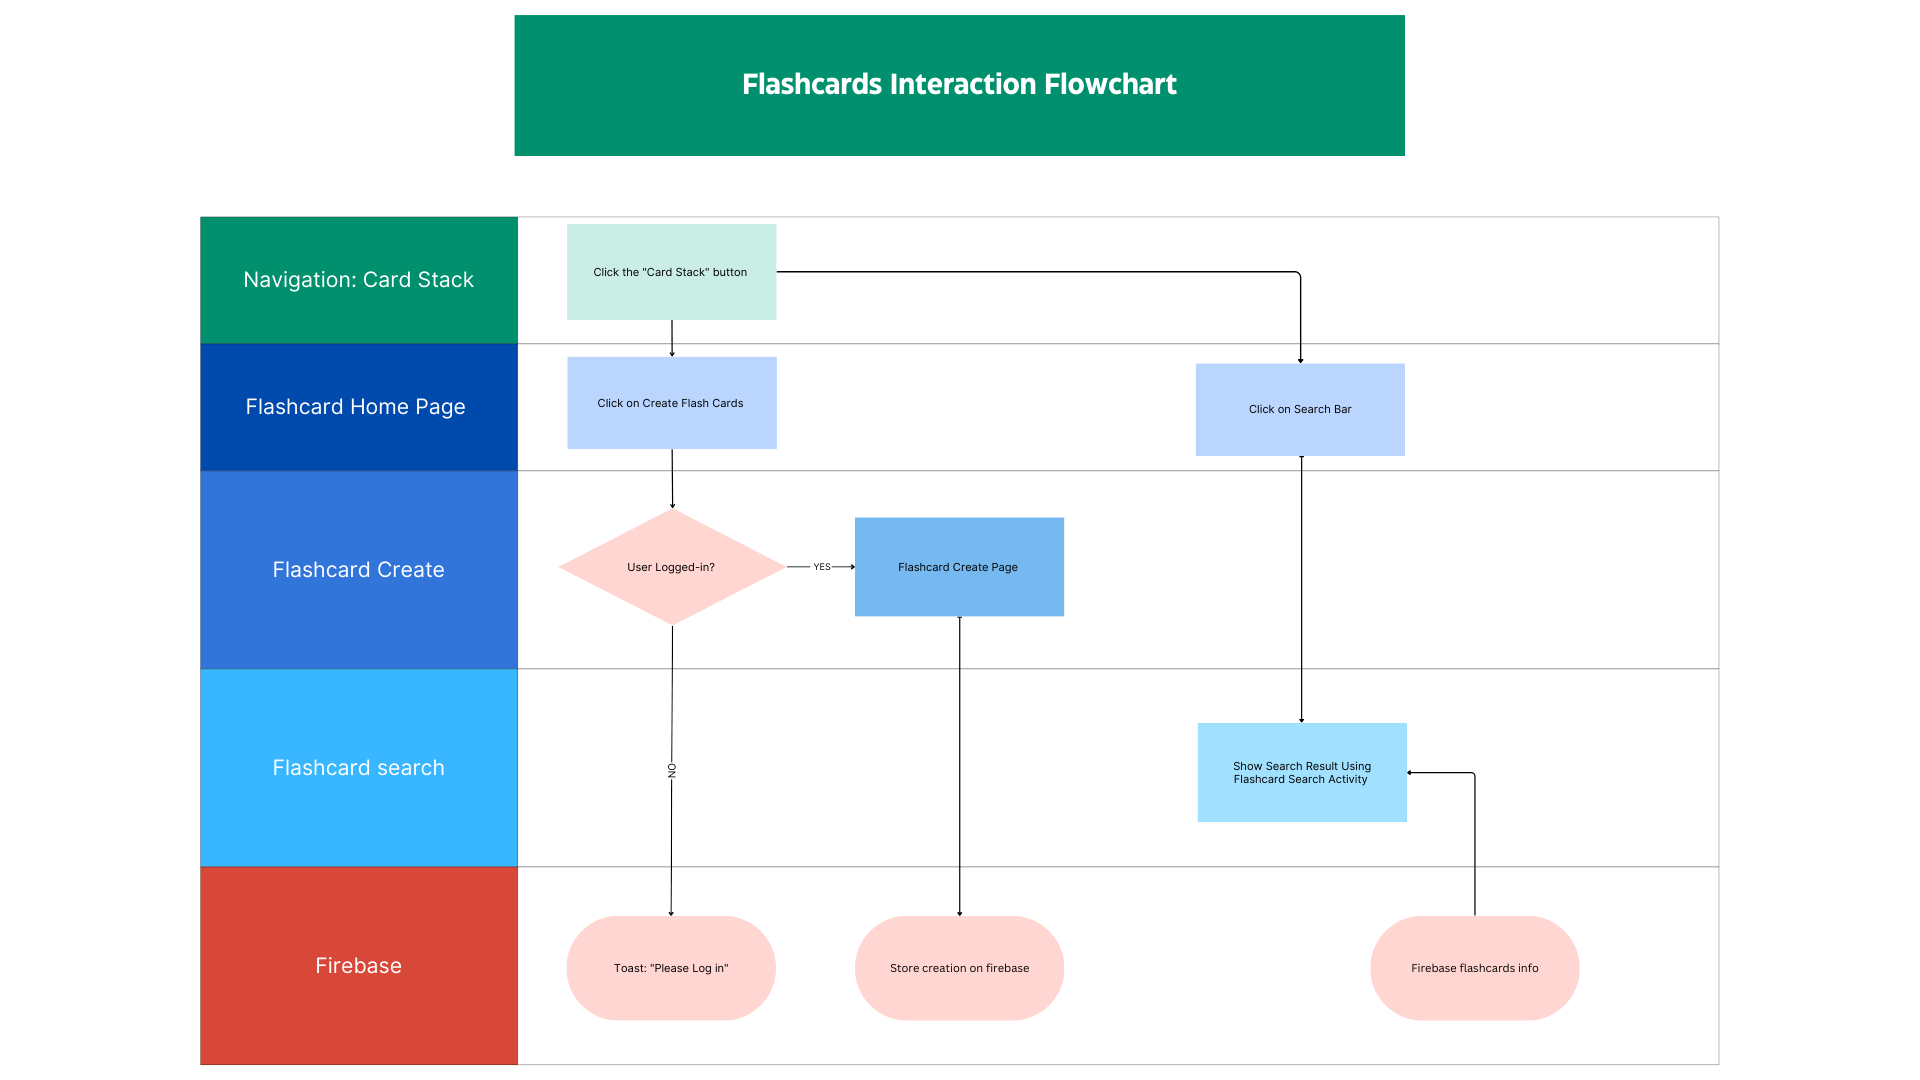 Flashcards Interaction Flowchart
Navigation: Card Stack
Click the "Card Stack" button
Flashcard Home Page
Click on Create Flash Cards
Click on Search Bar
Flashcard Create
User Logged-in?
YES
Flashcard Create Page
Flashcard search
NO
Show Search Result Using
Flashcard Search Activity
Firebase
Toast: "Please Log in"
Store creation on firebase
Firebase flashcards info